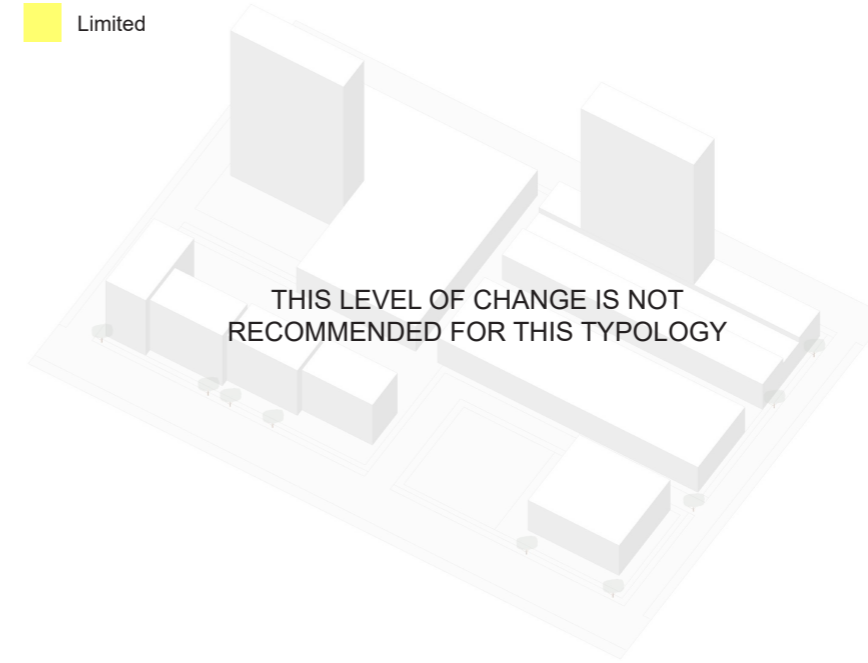 Limited
THIS LEVEL OF CHANGE IS NOT
RECOMMENDED FOR THIS TYPOLOGY